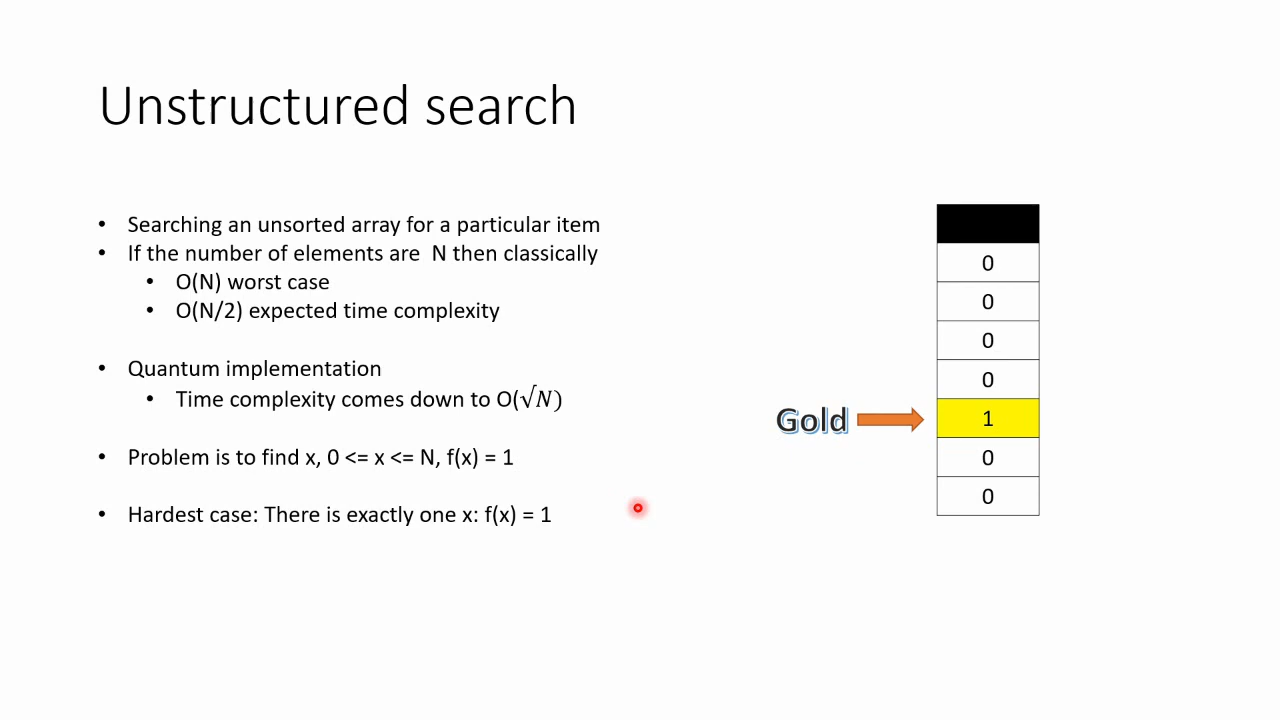 Unstructured search
• Searching an unsorted array for a particular item
• If the number of elements are  N then classically
• O(N) worst case
• O(N/2) expected time complexity
• Quantum implementation
• Time complexity comes down to O(√N)
• Problem is to find x, 0 <= x <= N, f(x) = 1
• Hardest case: There is exactly one x: f(x) = 1
0
0
0
0
Gold 1
0
0